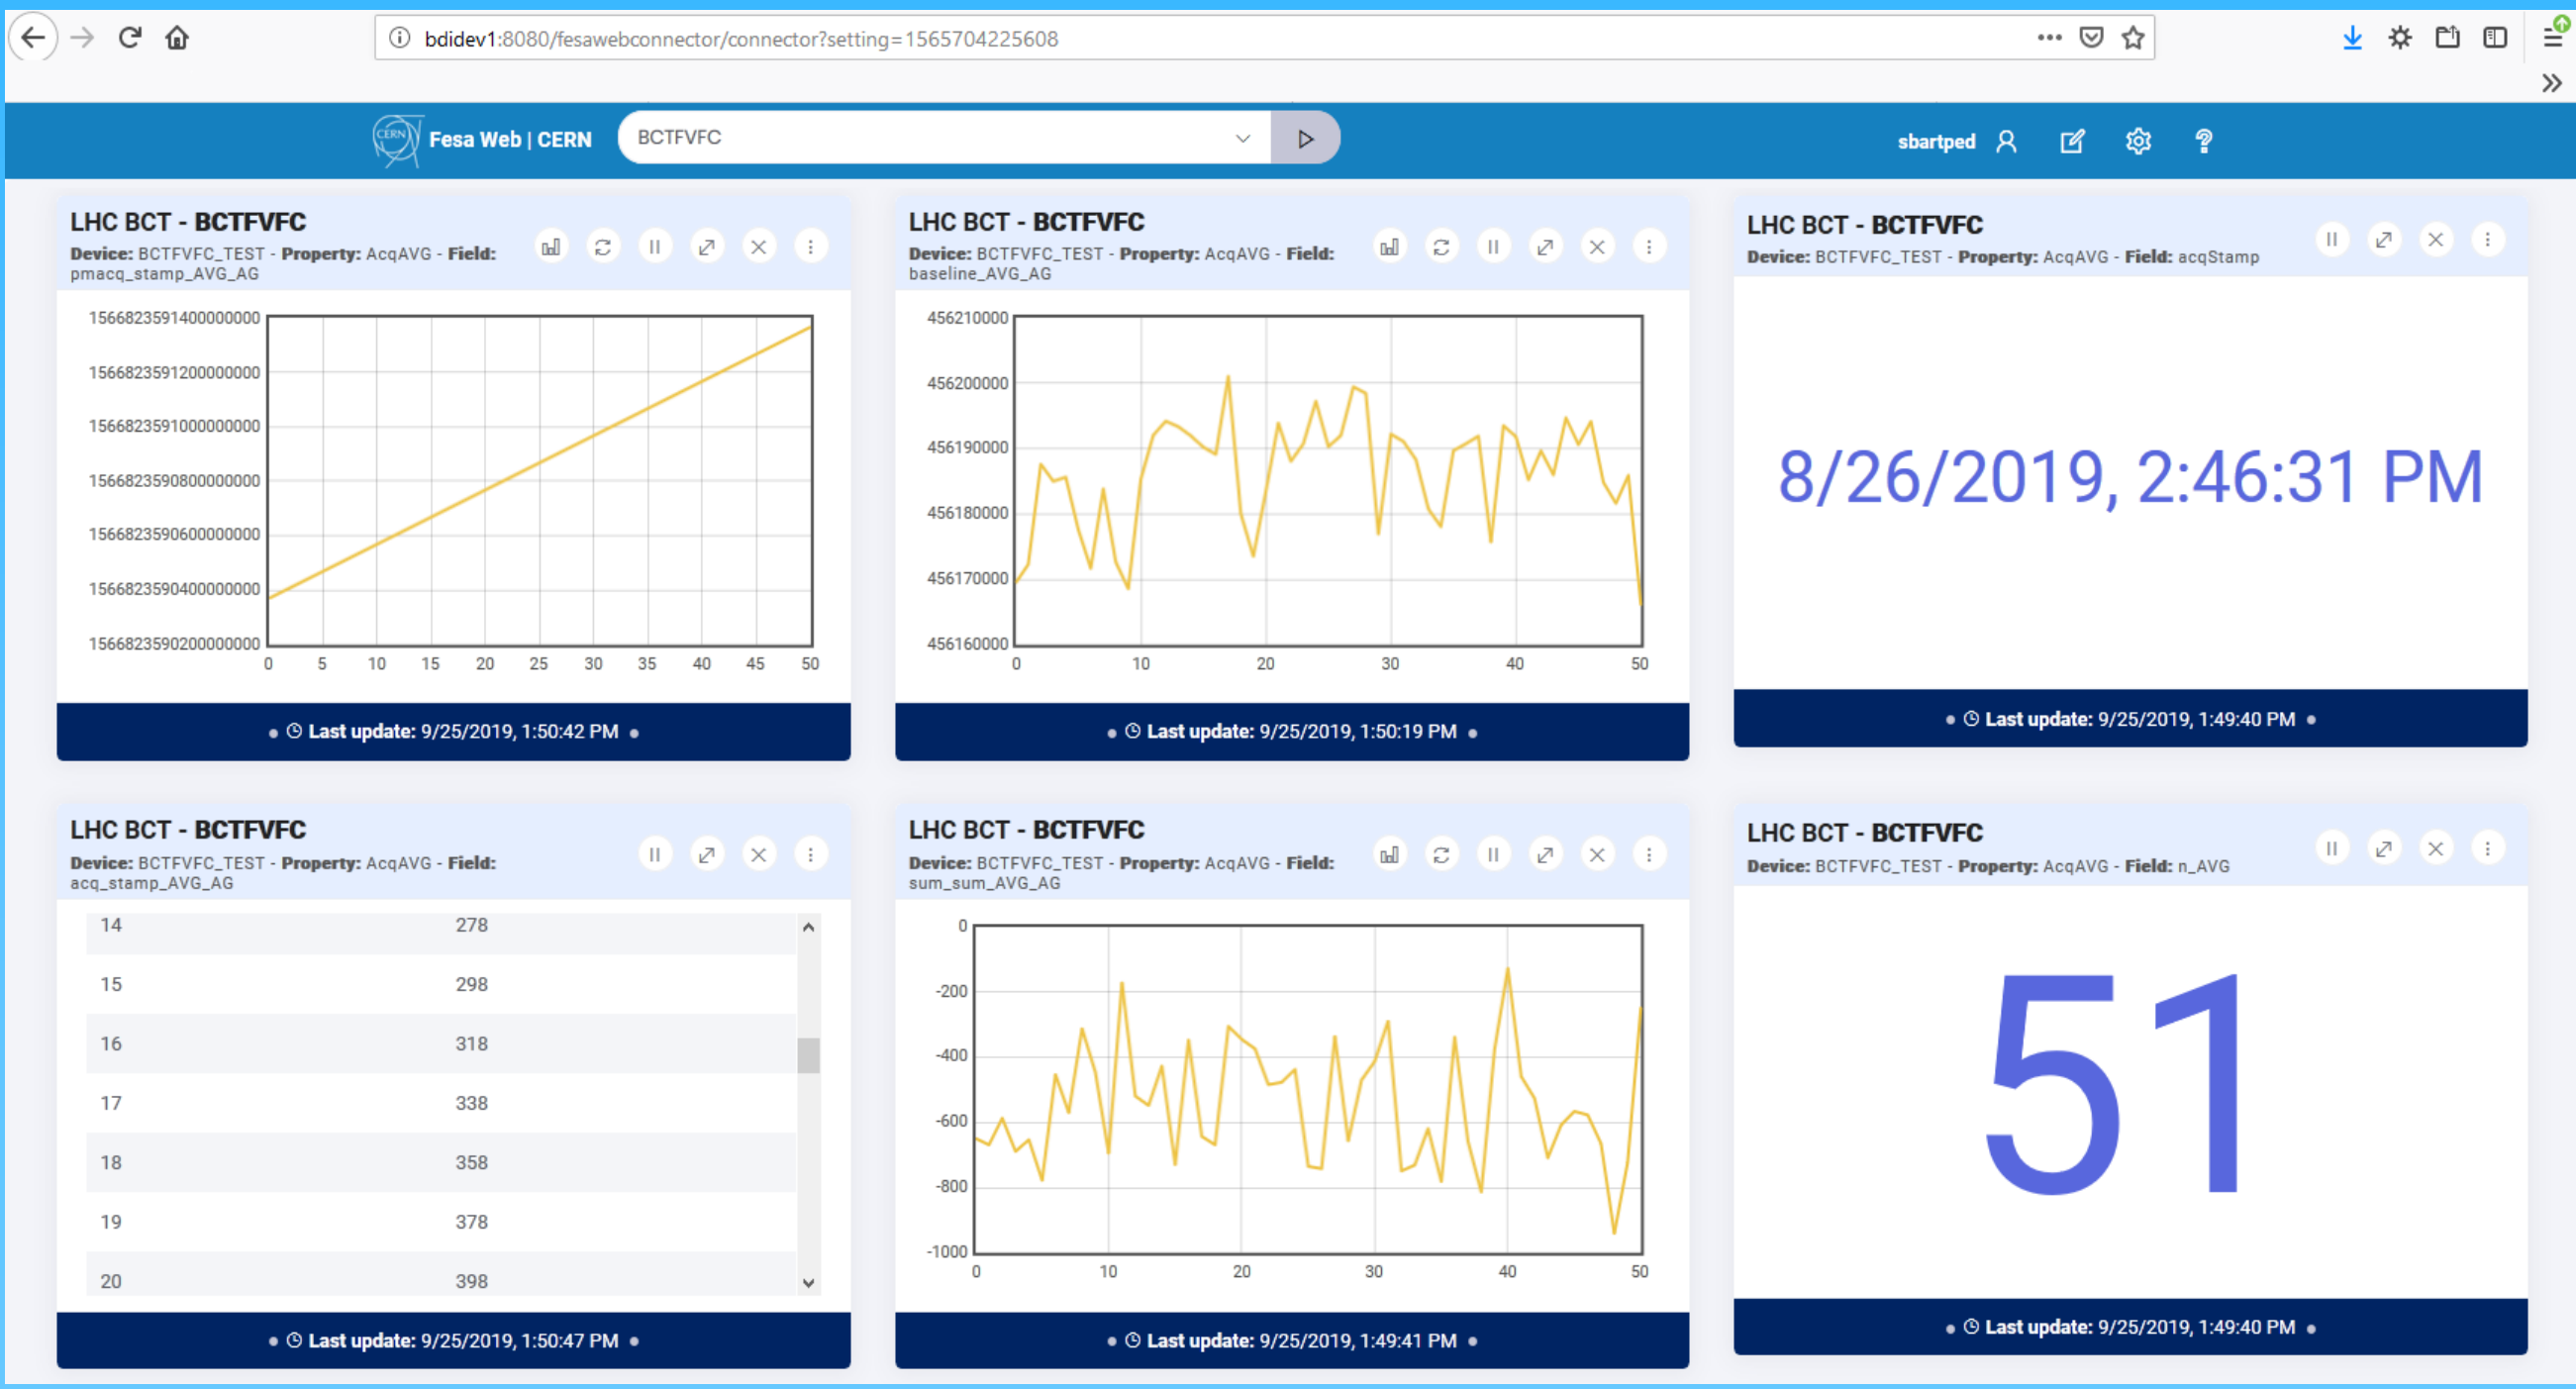 bdidev1:8080/fesawebconnector/connector?setting=1565704225608
CERN
Fesa Web | CERN
BCTFVFC
sbartped
LHC BCT - BCTFVFC
Device: BCTFVFC_TEST - Property: AcqAVG - Field:
pmacq_stamp_AVG_AG
1566823591400000000
1566823591200000000
1566823591000000000
1566823590800000000
1566823590600000000
1566823590400000000
1566823590200000000
0 5 10 15 20 25 30 35 40 45 50
Last update: 9/25/2019, 1:50:42 PM
LHC BCT - BCTFVFC
Device: BCTFVFC_TEST - Property: AcqAVG - Field:
baseline_AVG_AG
456210000
456200000
456190000
456180000
456170000
456160000
0 10 20 30 40 50
Last update: 9/25/2019, 1:50:19 PM
LHC BCT - BCTFVFC
Device: BCTFVFC_TEST - Property: AcqAVG - Field: acqStamp
8/26/2019, 2:46:31 PM
Last update: 9/25/2019, 1:49:40 PM
LHC BCT - BCTFVFC
Device: BCTFVFC_TEST - Property: AcqAVG - Field:
acq_stamp_AVG_AG
14 278
15 298
16 318
17 338
18 358
19 378
20 398
Last update: 9/25/2019, 1:50:47 PM
LHC BCT - BCTFVFC
Device: BCTFVFC_TEST - Property: AcqAVG - Field:
sum_sum_AVG_AG
0
-200
-400
-600
-800
-1000
0 10 20 30 40 50
Last update: 9/25/2019, 1:49:41 PM
LHC BCT - BCTFVFC
Device: BCTFVFC_TEST - Property: AcqAVG - Field: n_AVG
51
Last update: 9/25/2019, 1:49:40 PM